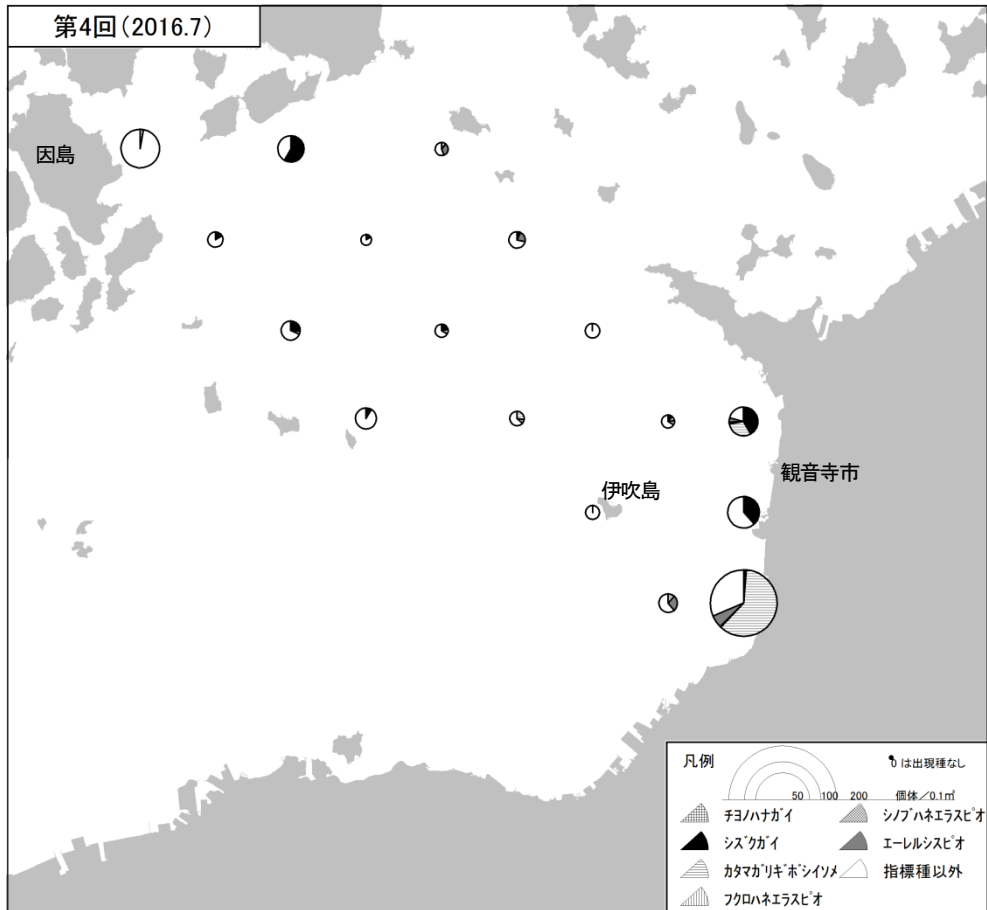 第4回(2016.7)
因島
伊吹島
観音寺市
凡例
0は出現種なし
50 100 200 個体/0.1㎡
チヨノハナガイ
シノブハネエラスピオ
シズクガイ
エーレルシスピオ
カタマガリギボシイソメ
指標種以外
フクロハネエラスピオ